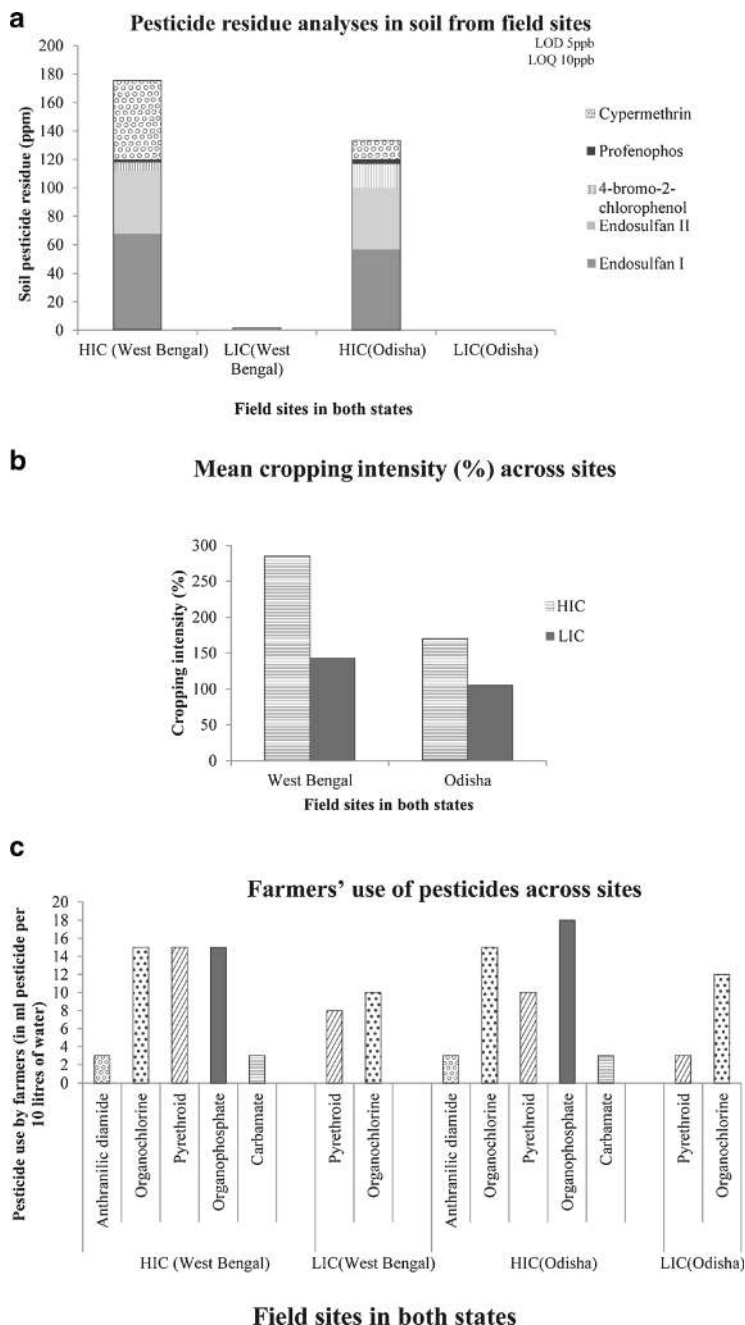 a
Pesticide residue analyses in soil from field sites
LOD 5ppb
LOQ 10ppb
Soil pesticide residue (ppm)
200
180
160
140
120
100
80
60
40
20
0
Cypermethrin
Profenophos
4-bromo-2-
chlorophenol
Endosulfan II
Endosulfan I
HIC (West Bengal)
LIC(West
Bengal)
HIC(Odisha)
LIC(Odisha)
Field sites in both states
b
Mean cropping intensity (%) across sites
Cropping intensity (%)
300
250
200
150
100
50
0
HIC
LIC
West Bengal
Odisha
Field sites in both states
c
Farmers' use of pesticides across sites
Pesticide use by farmers (in ml pesticide per
10 litres of water)
20
18
16
14
12
10
8
6
4
2
0
Anthranilic diamide
Organochlorine
Pyrethroid
Organophosphate
Carbamate
Pyrethroid
Organochlorine
Anthranilic diamide
Organochlorine
Pyrethroid
Organophosphate
Carbamate
Pyrethroid
Organochlorine
HIC (West Bengal)
LIC(West Bengal)
HIC(Odisha)
LIC(Odisha)
Field sites in both states